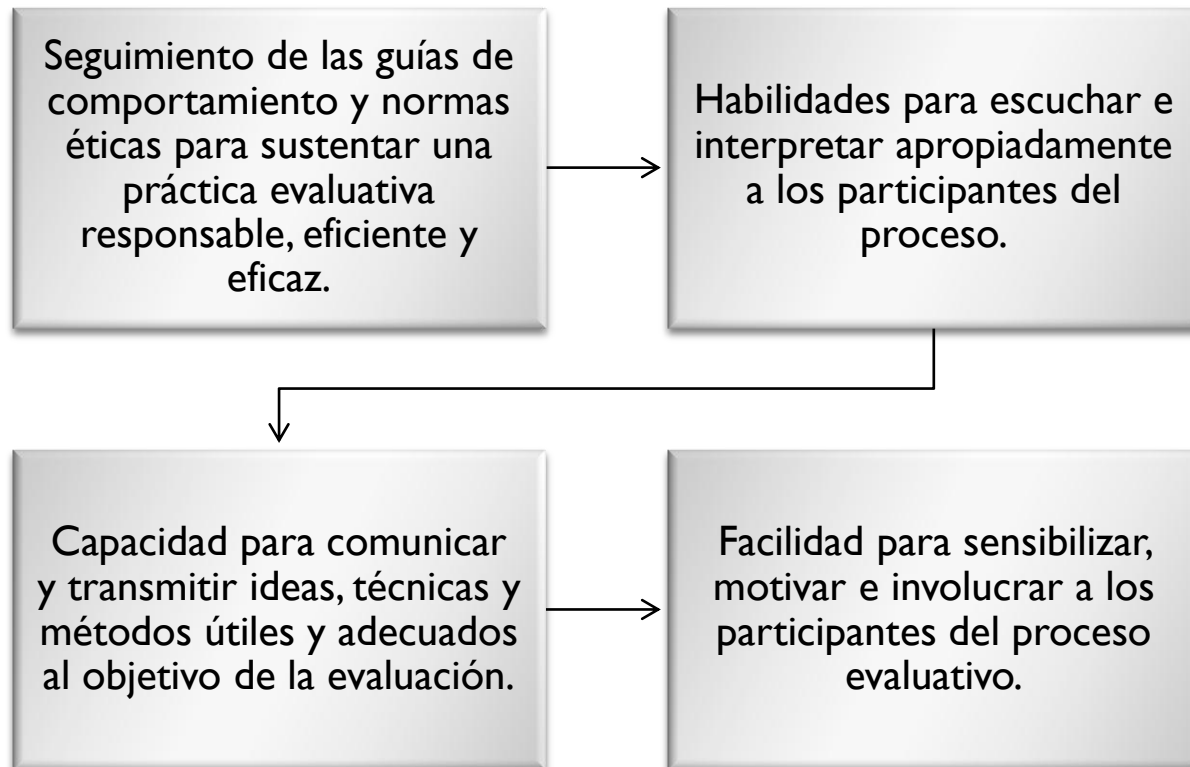 Seguimiento de las guías de
comportamiento y normas
éticas para sustentar una
práctica evaluativa
responsable, eficiente y
eficaz.
Habilidades para escuchar e
interpretar apropiadamente
a los participantes del
proceso.
Capacidad para comunicar
y transmitir ideas, técnicas y
métodos útiles y adecuados
al objetivo de la evaluación.
Facilidad para sensibilizar,
motivar e involucrar a los
participantes del proceso
evaluativo.